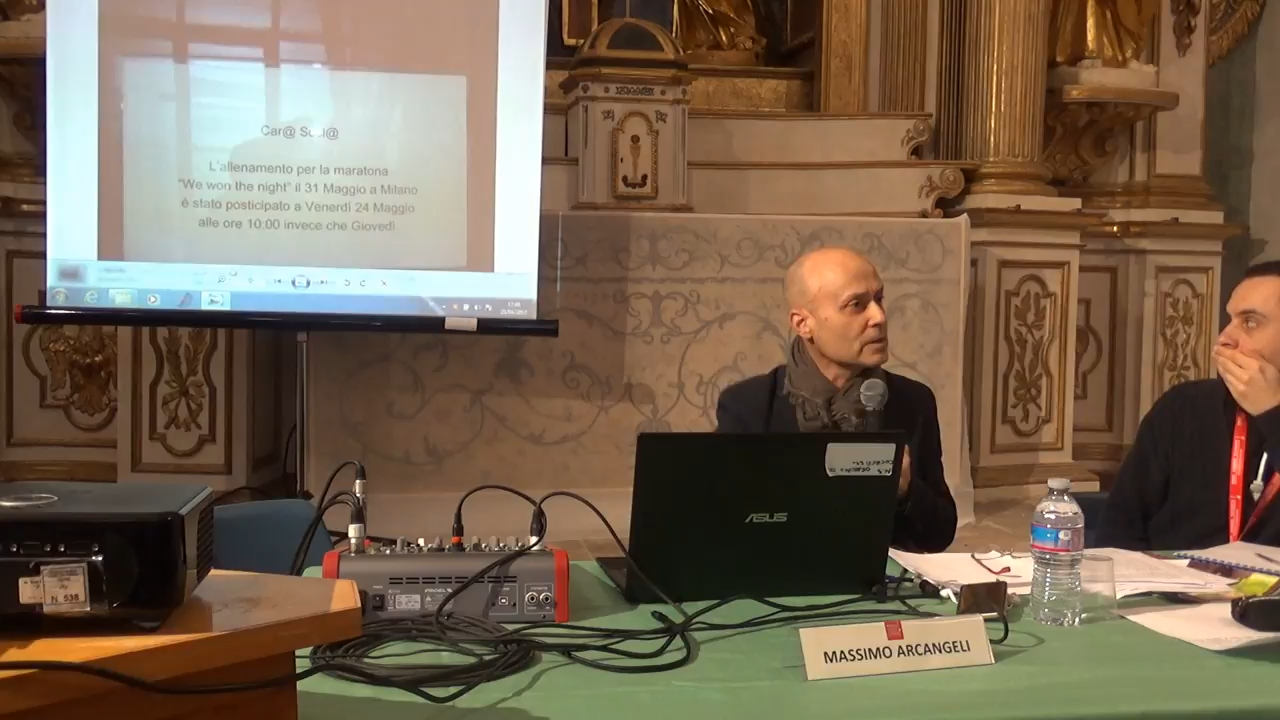 Car@ Soci@
L'allenamento per la maratona
"We won the night" il 31 Maggio a Milano
è stato posticipato a Venerdì 24 Maggio
alle ore 10:00 invece che Giovedì
ASUS
N 538
MASSIMO ARCANGELI